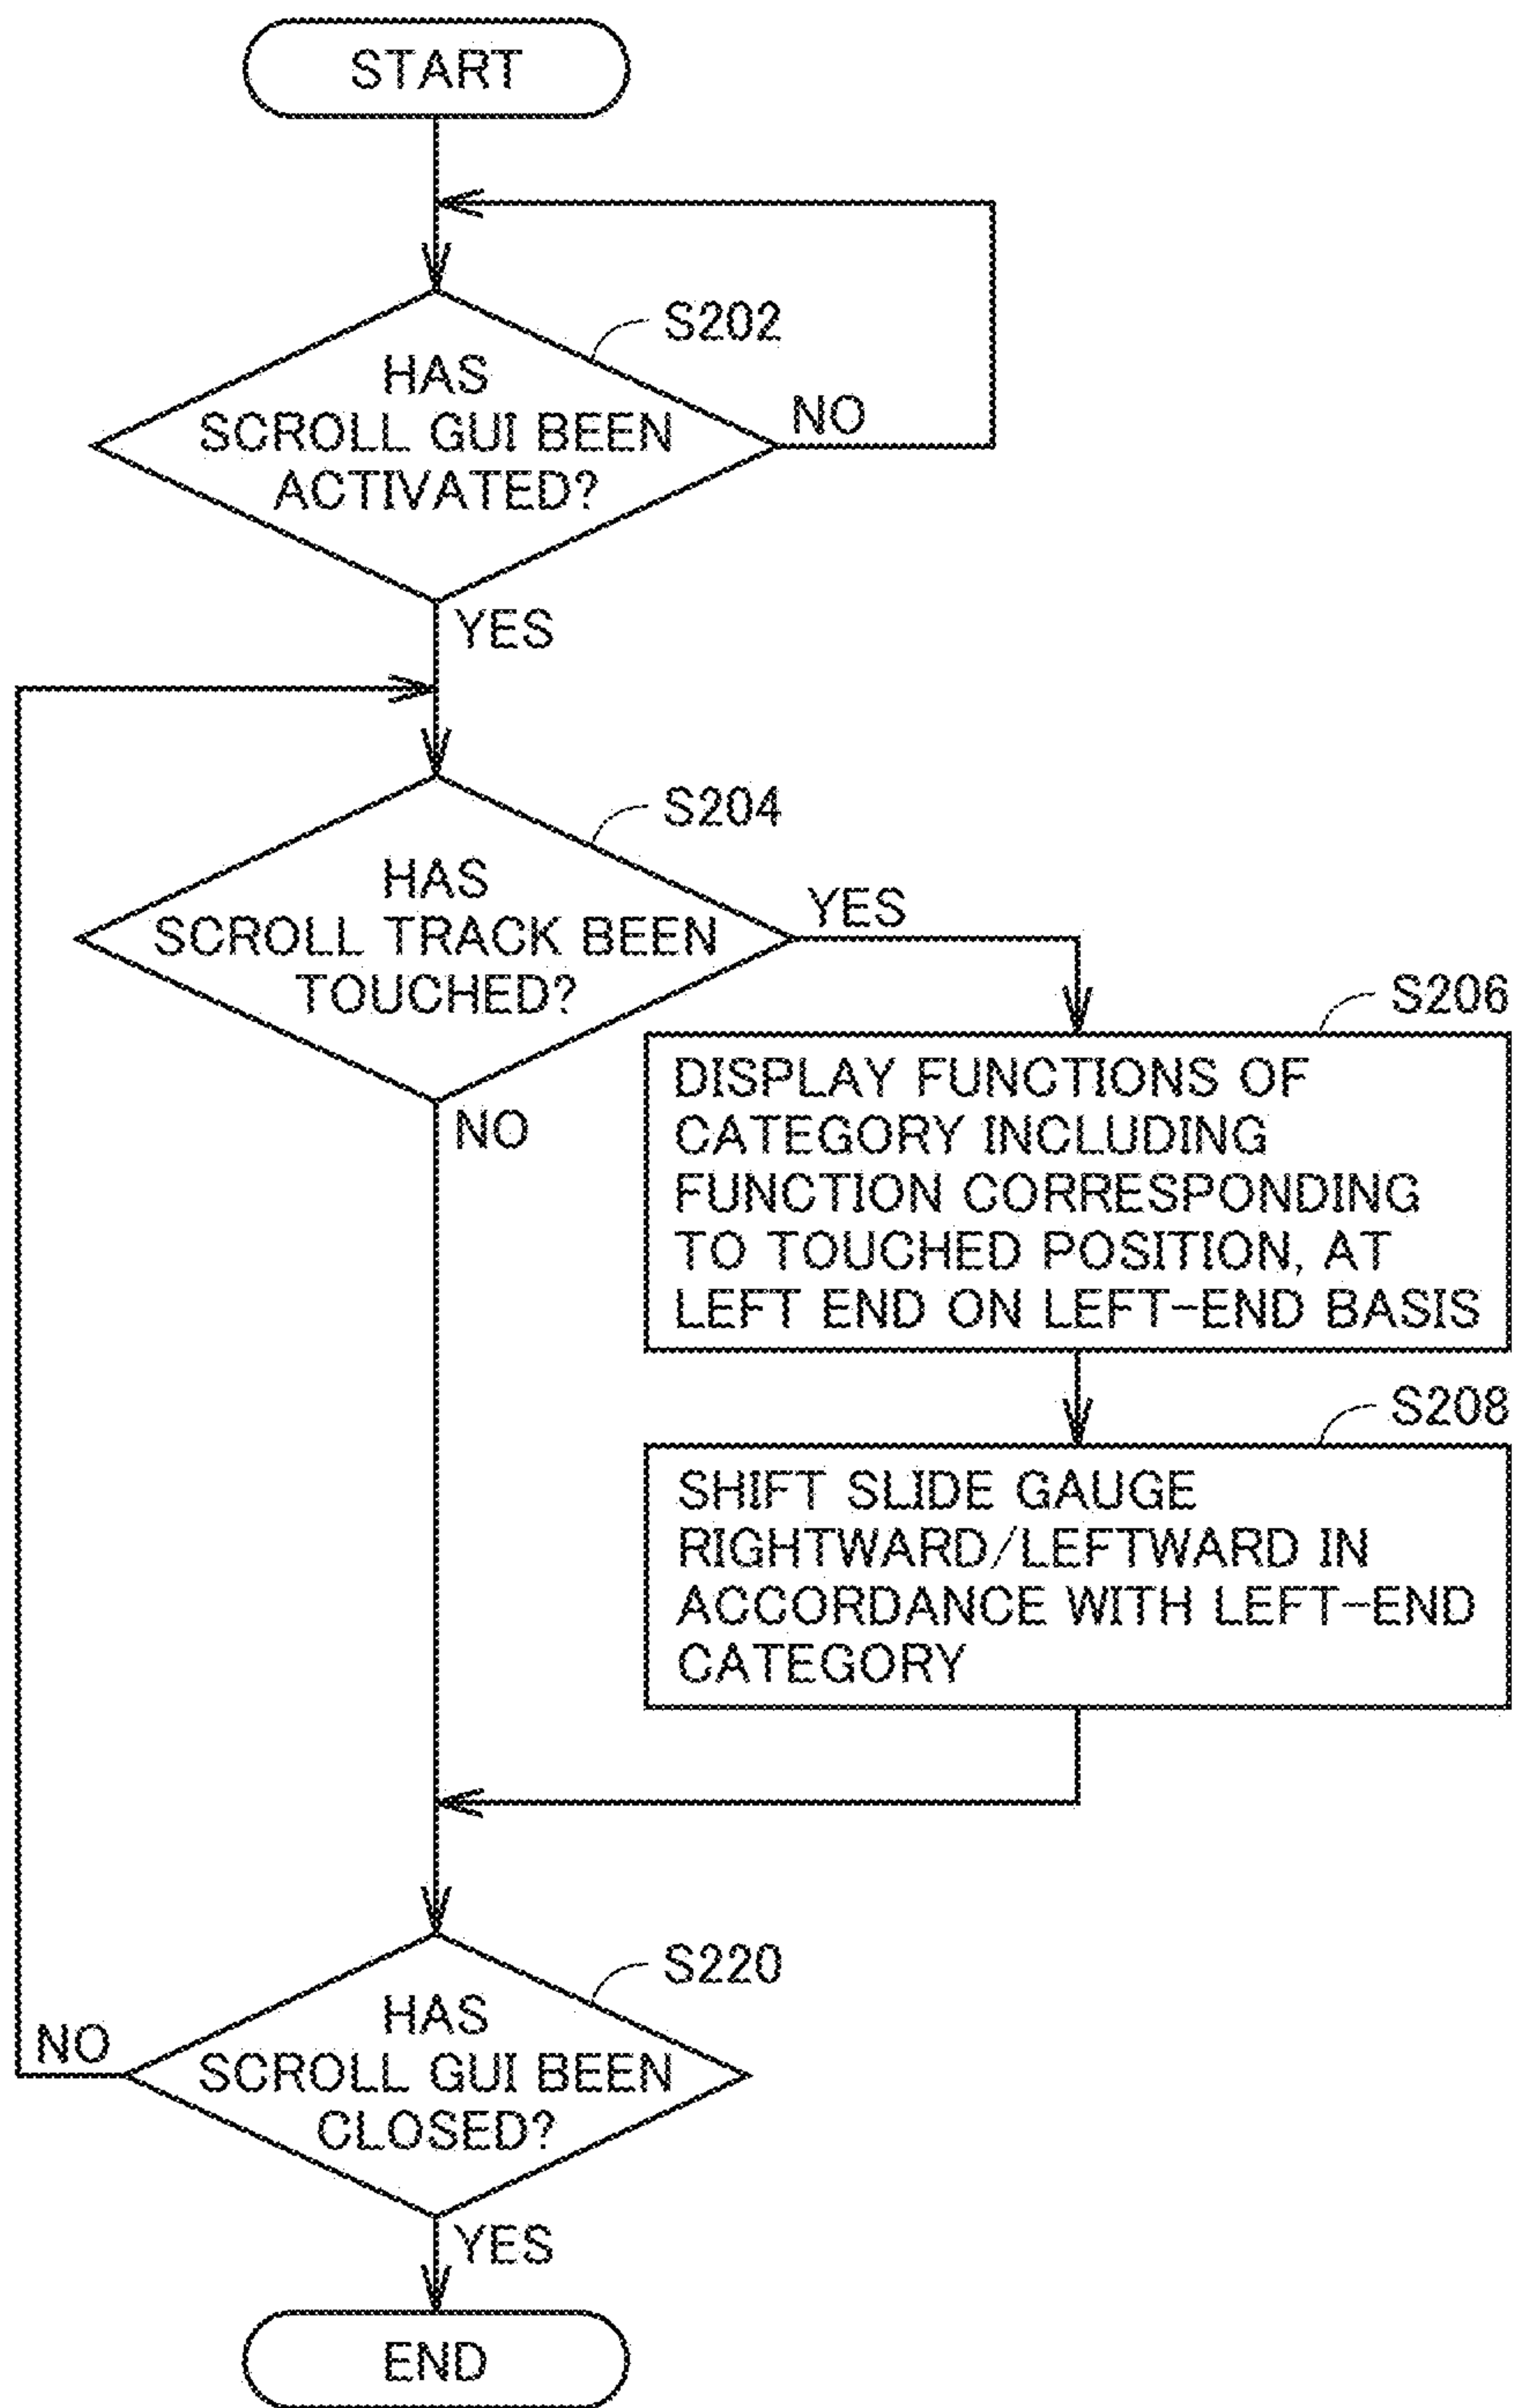 START
S202
HAS
SCROLL GUI BEEN
ACTIVATED?
NO
YES
S204
HAS
SCROLL TRACK BEEN
TOUCHED?
YES
NO
S206
DISPLAY FUNCTIONS OF
CATEGORY INCLUDING
FUNCTION CORRESPONDING
TO TOUCHED POSITION, AT
LEFT END ON LEFT-END BASIS
S208
SHIFT SLIDE GAUGE
RIGHTWARD/LEFTWARD IN
ACCORDANCE WITH LEFT-END
CATEGORY
S220
HAS
SCROLL GUI BEEN
CLOSED?
NO
YES
END